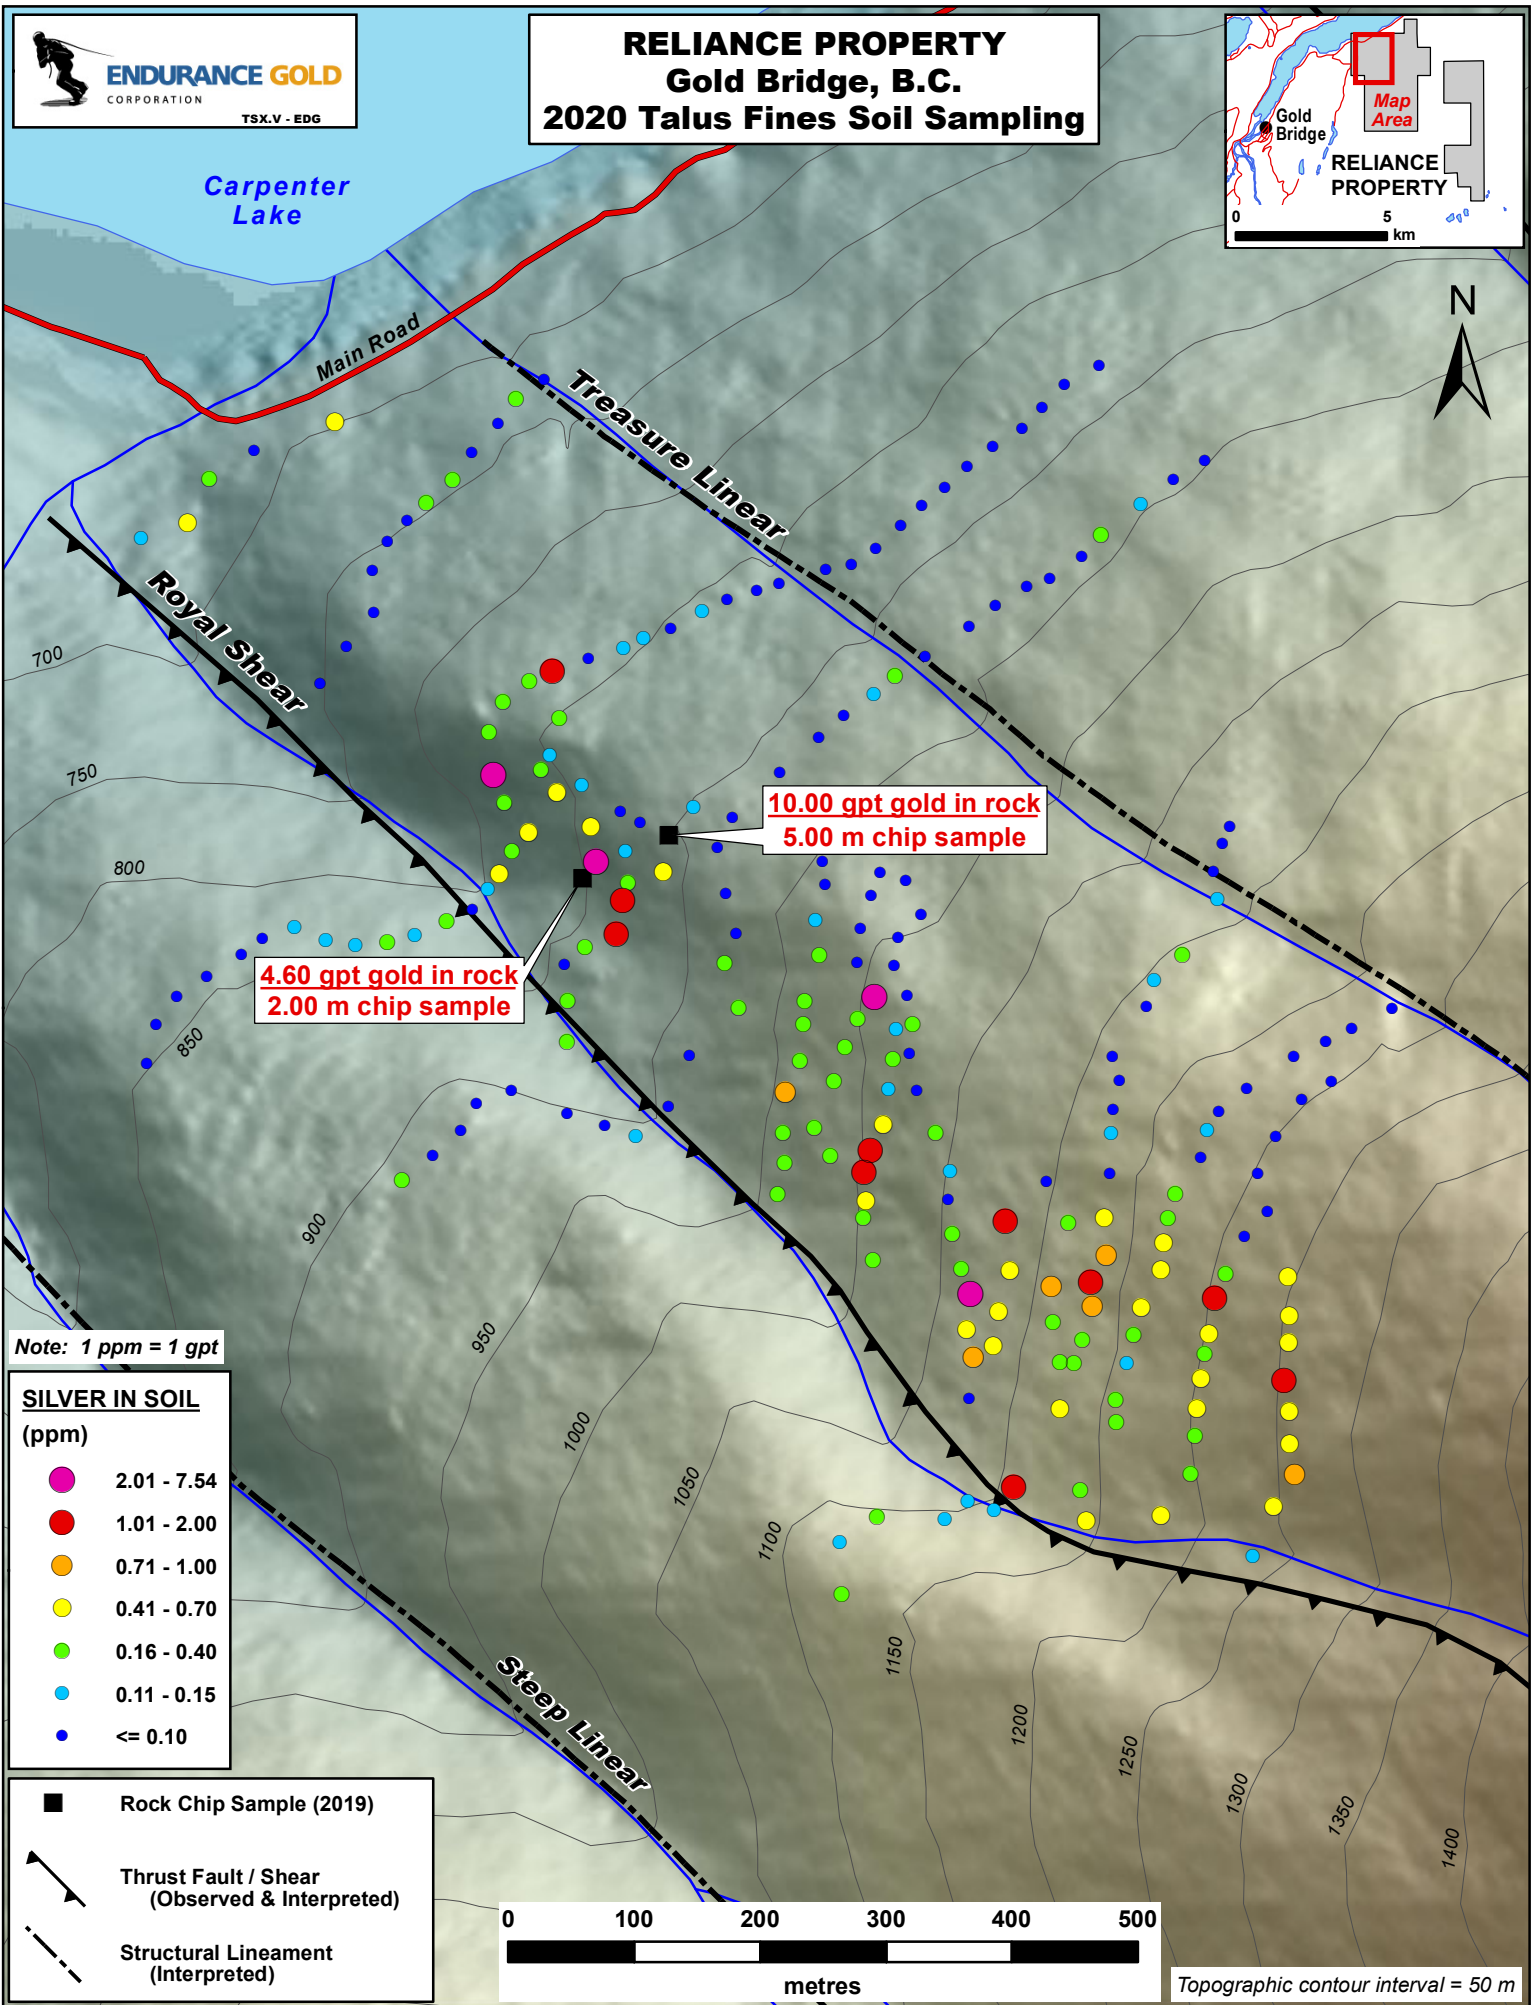 ENDURANCE GOLD
CORPORATION
TSX.V - EDG
RELIANCE PROPERTY
Gold Bridge, B.C.
2020 Talus Fines Soil Sampling
Map
Area
Gold
Bridge
RELIANCE
PROPERTY
0 5
km
N
Carpenter
Lake
Main Road
Treasure Linear
Royal Shear
700
750
800
850
900
950
1000
1050
1100
1150
1200
1250
1300
1350
1400
10.00 gpt gold in rock
5.00 m chip sample
4.60 gpt gold in rock
2.00 m chip sample
Steep Linear
Note: 1 ppm = 1 gpt
SILVER IN SOIL
(ppm)
2.01 - 7.54
1.01 - 2.00
0.71 - 1.00
0.41 - 0.70
0.16 - 0.40
0.11 - 0.15
<= 0.10
Rock Chip Sample (2019)
Thrust Fault / Shear
(Observed & Interpreted)
Structural Lineament
(Interpreted)
0 100 200 300 400 500
metres
Topographic contour interval = 50 m